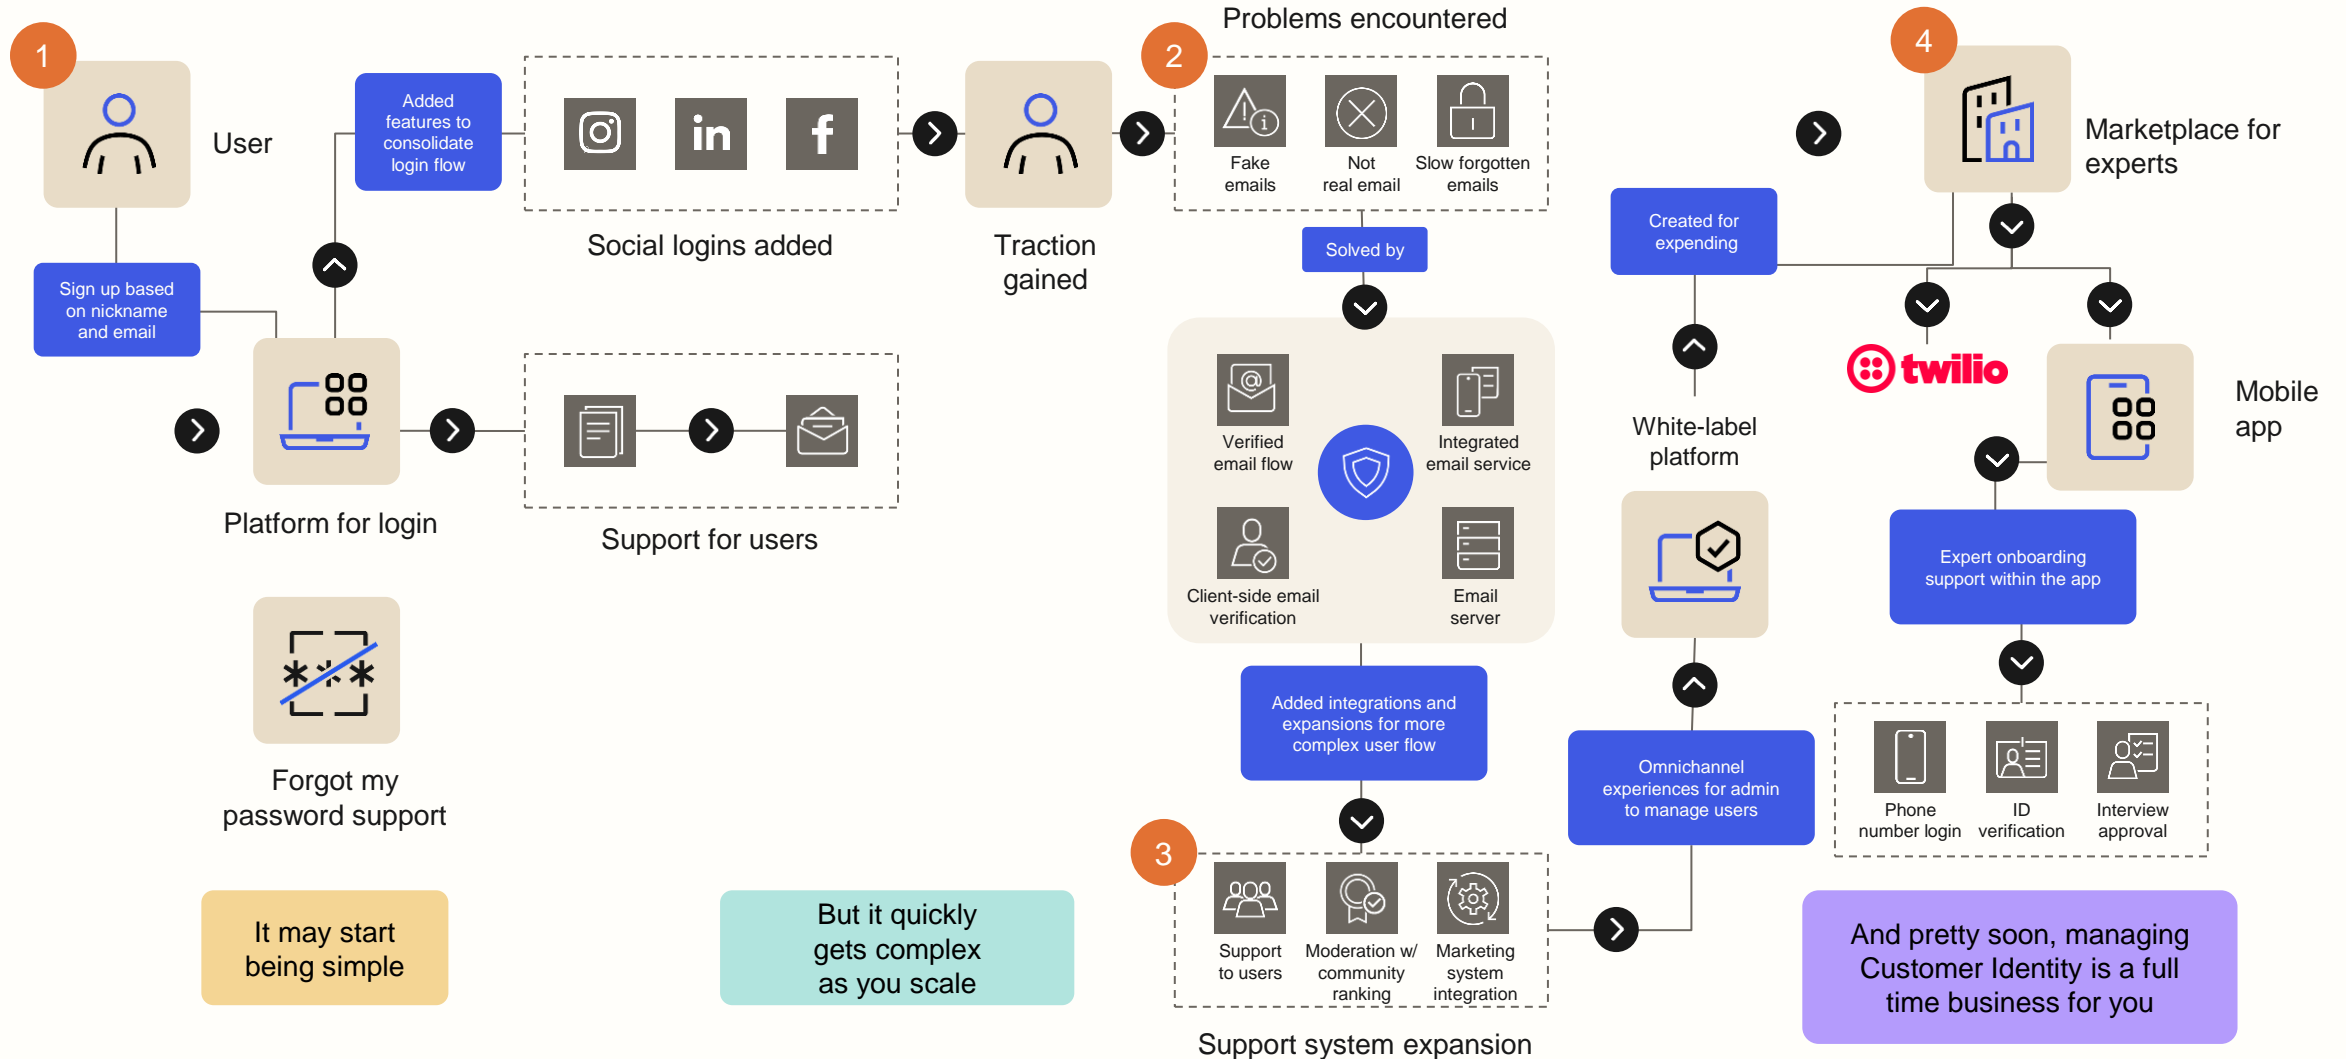 1
User
Sign up based
on nickname
and email
Platform for login
Forgot my
password support
It may start
being simple
Added
features to
consolidate
login flow
in
f
Social logins added
Support for users
But it quickly
gets complex
as you scale
Traction
gained
Problems encountered
2
Fake
emails
Not
real email
Slow forgotten
emails
Solved by
Verified
email flow
Integrated
email service
Client-side email
verification
Email
server
Added integrations and
expansions for more
complex user flow
3
Support
to users
Moderation w/
community
ranking
Marketing
system
integration
Support system expansion
Omnichannel
experiences for admin
to manage users
White-label
platform
Created for
expending
4
Marketplace for
experts
twilio
Mobile
app
Expert onboarding
support within the app
Phone
number login
ID
verification
Interview
approval
And pretty soon, managing
Customer Identity is a full
time business for you